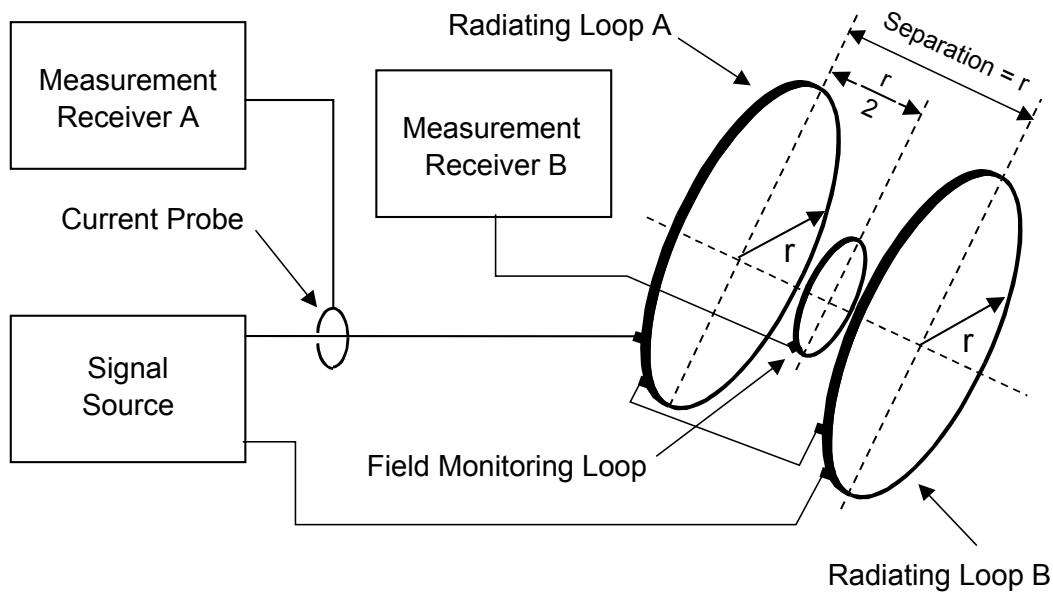 Measurement
Receiver A
Radiating Loop A
Separation = r
r
2
Measurement
Receiver B
Current Probe
r
r
Signal
Source
Field Monitoring Loop
Radiating Loop B